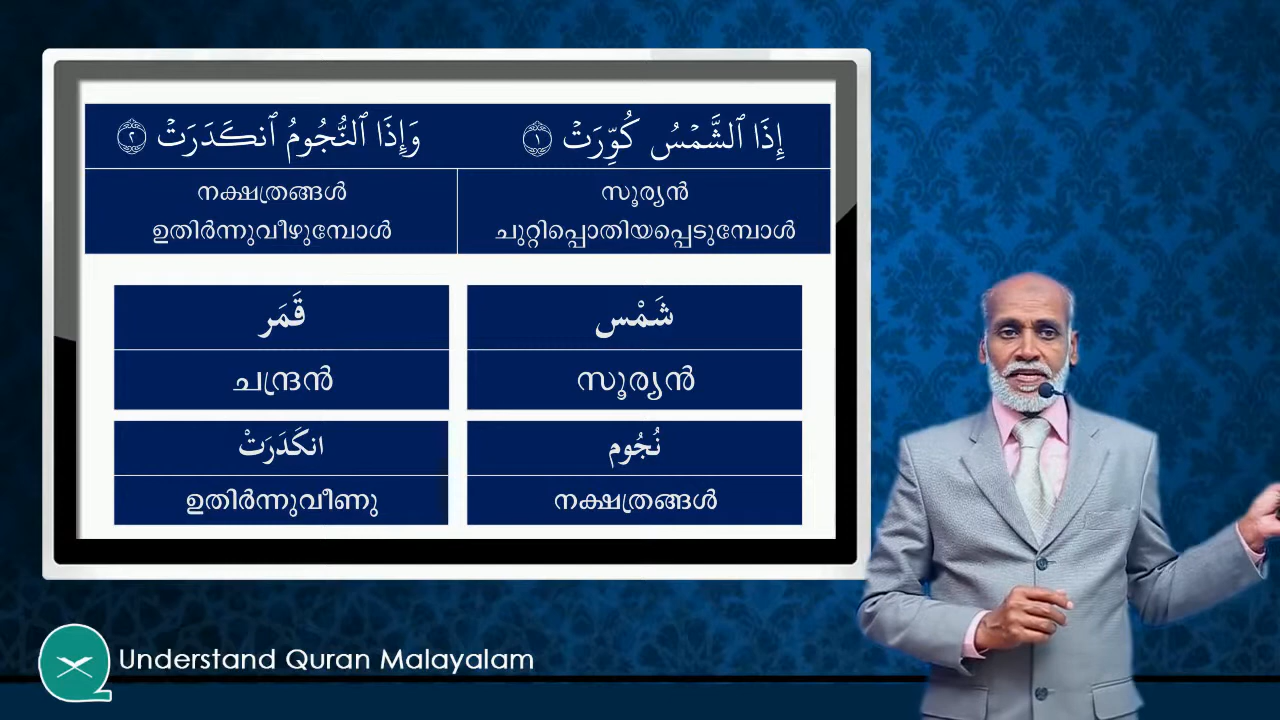 إِذَا ٱلشَّمْسُ كُوِّرَتْ ۝١ وَإِذَا ٱلنُّجُومُ ٱنكَدَرَتْ ۝٢
സൂര്യൻ
ചുറ്റിപ്പൊതിയപ്പെടുമ്പോൾ
നക്ഷത്രങ്ങൾ
ഉതിർന്നുവീഴുമ്പോൾ
شَمْس
സൂര്യൻ
قَمَر
ചന്ദ്രൻ
نُجُوم
നക്ഷത്രങ്ങൾ
انكَدَرَتْ
ഉതിർന്നുവീണു
Understand Quran Malayalam